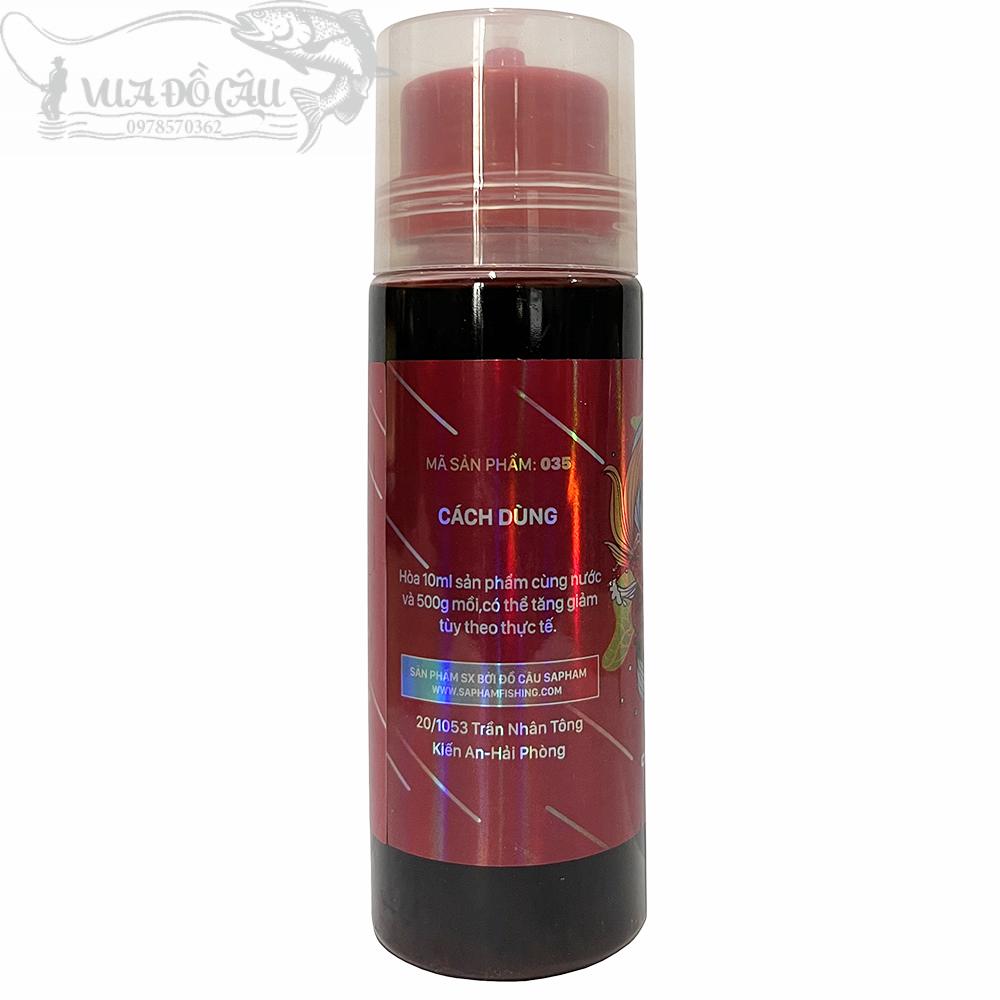 VUA ĐỒ CÂU
0978570362
MÃ SẢN PHẨM: 035
CÁCH DÙNG
Hòa 10ml sản phẩm cùng nước
và 500g mồi,có thể tăng giảm
tùy theo thực tế.
SẢN PHẨM SX BỞI ĐỒ CÂU SAPHAM
WWW.SAPHAMFISHING.COM
20/1053 Trần Nhân Tông
Kiến An-Hải Phòng